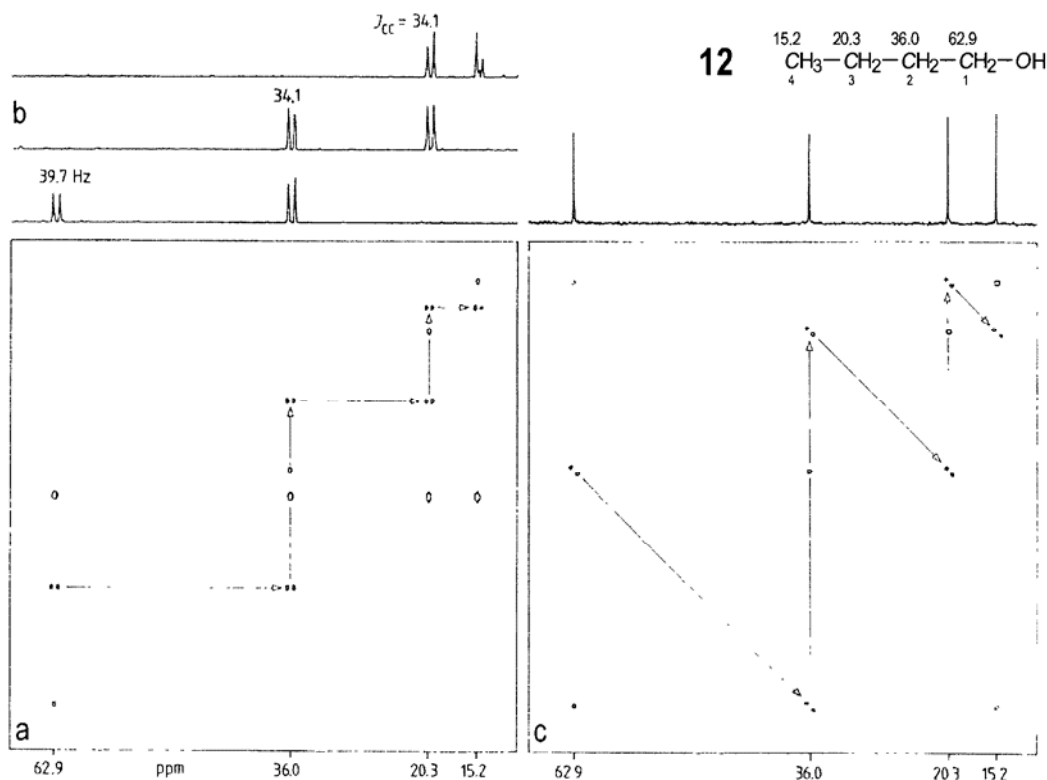 J_CC = 34.1
34.1
39.7 Hz
b
12
15.2 20.3 36.0 62.9
CH3–CH2–CH2–CH2–OH
4 3 2 1
a
c
62.9 ppm 36.0 20.3 15.2
62.9 36.0 20.3 15.2